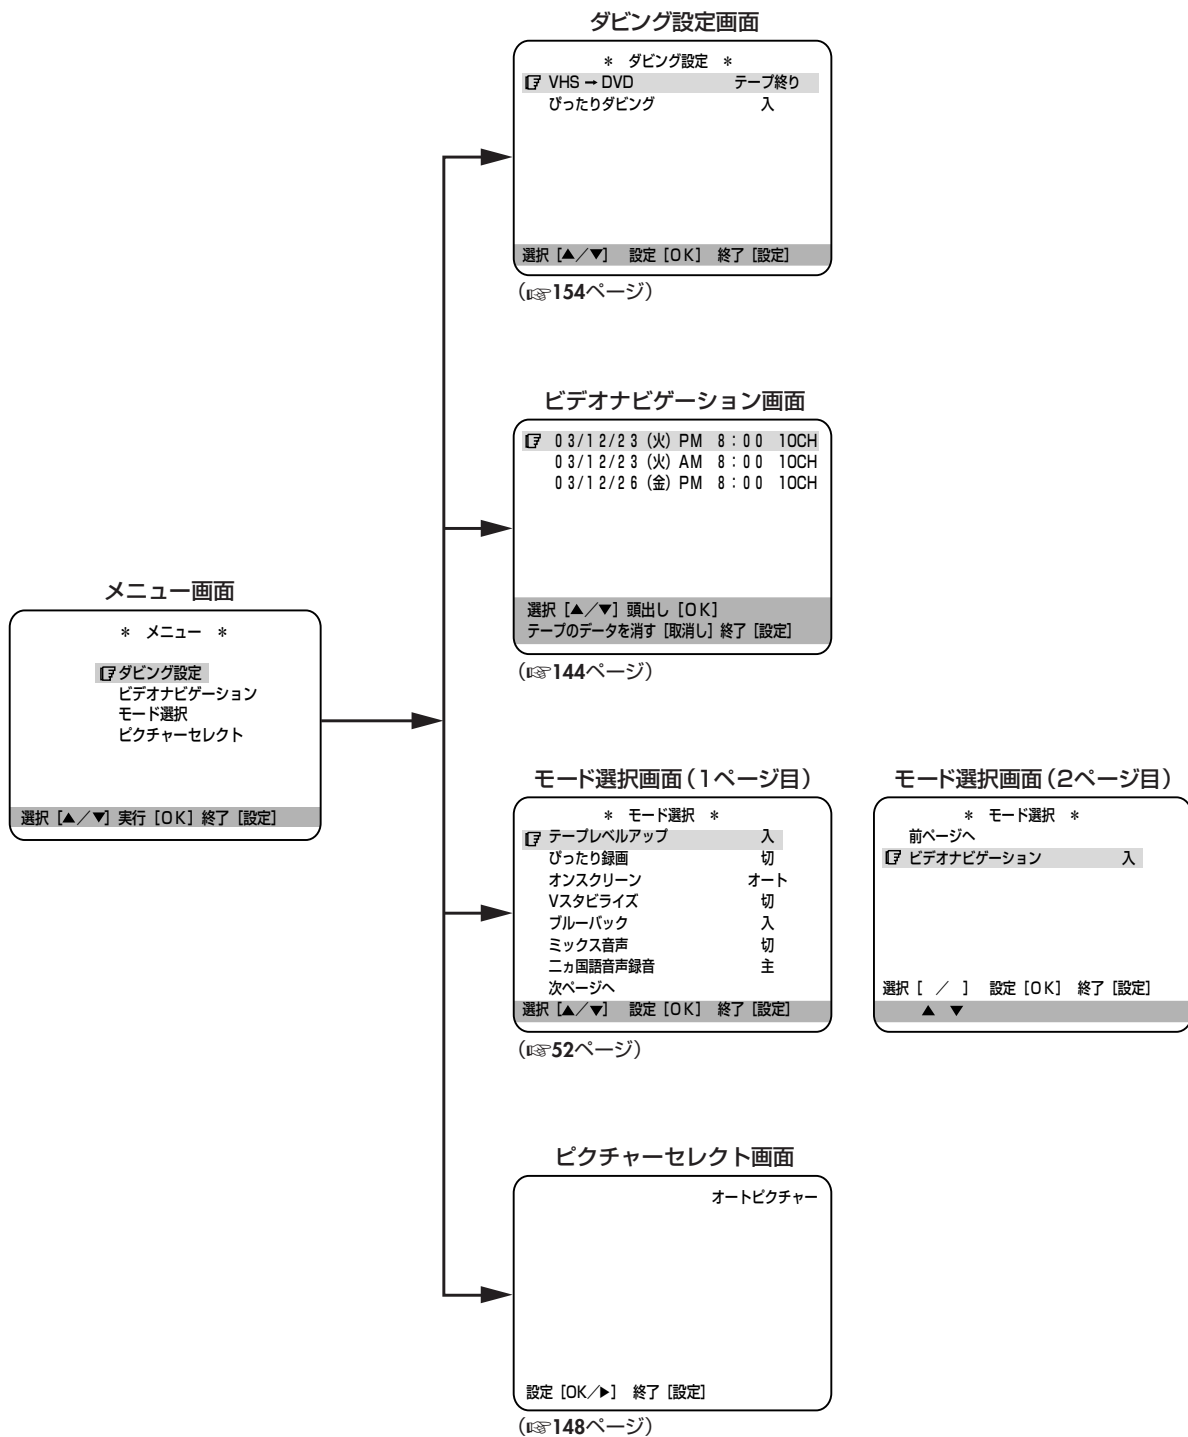 ダビング設定画面
* ダビング設定 *
☞ VHS → DVD テープ終り
ぴったりダビング 入
選択［▲／▼］ 設定［OK］ 終了［設定］
（☞154ページ）
ビデオナビゲーション画面
☞ 03/12/23（火）PM 8：00 10CH
03/12/23（火）AM 8：00 10CH
03/12/26（金）PM 8：00 10CH
選択［▲／▼］頭出し［OK］
テープのデータを消す［取消し］終了［設定］
（☞144ページ）
メニュー画面
* メニュー *
☞ ダビング設定
ビデオナビゲーション
モード選択
ピクチャーセレクト
選択［▲／▼］実行［OK］終了［設定］
モード選択画面（1ページ目）
* モード選択 *
☞ テープレベルアップ 入
ぴったり録画 切
オンスクリーン オート
Vスタビライズ 切
ブルーバック 入
ミックス音声 切
二ヵ国語音声録音 主
次ページへ
選択［▲／▼］ 設定［OK］ 終了［設定］
（☞52ページ）
モード選択画面（2ページ目）
* モード選択 *
前ページへ
☞ ビデオナビゲーション 入
選択［ ／ ］ 設定［OK］ 終了［設定］
▲ ▼
ピクチャーセレクト画面
オートピクチャー
設定［OK／▶］ 終了［設定］
（☞148ページ）